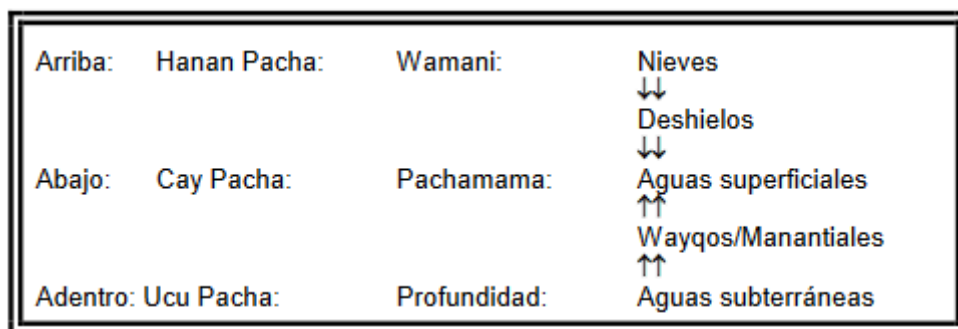 Arriba: Hanan Pacha: Wamani: Nieves
↓↓
Deshielos
↓↓
Abajo: Cay Pacha: Pachamama: Aguas superficiales
↑↑
Wayqos/Manantiales
↑↑
Adentro: Ucu Pacha: Profundidad: Aguas subterráneas